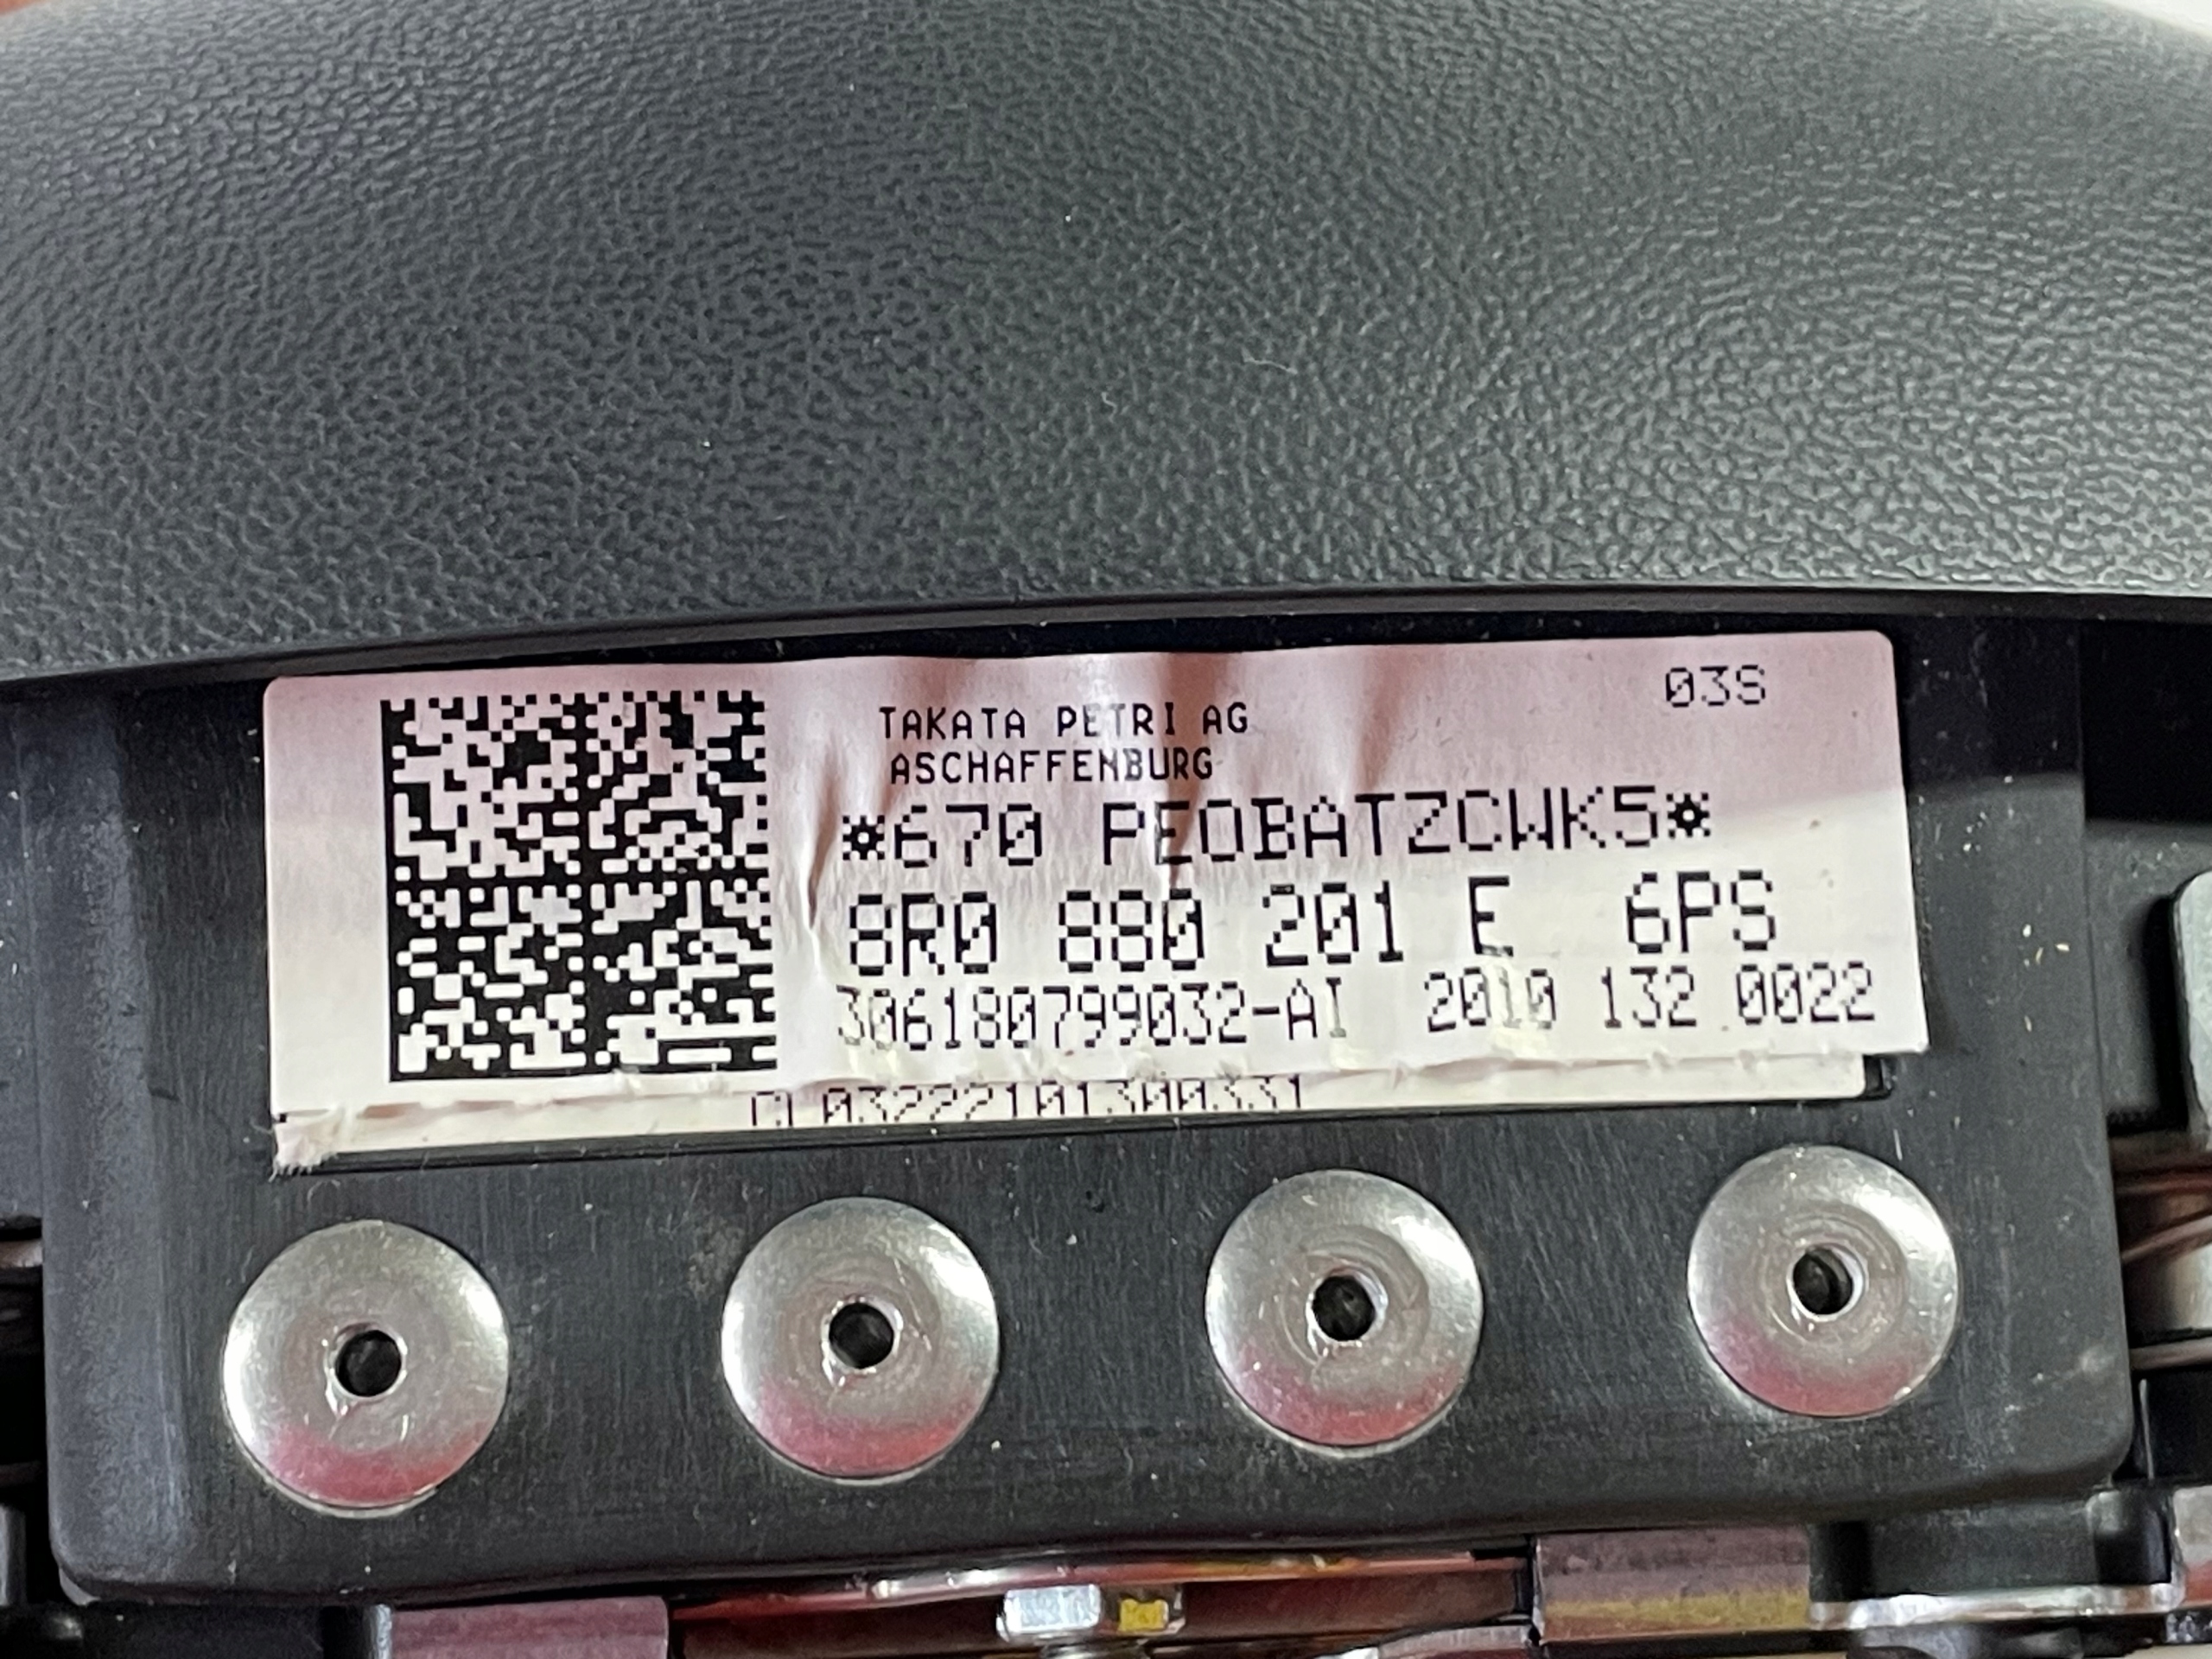 03S
TAKATA PETRI AG
ASCHAFFENBURG
*670 PEOBATZCWK5*
8R0 880 201 E 6PS
306180799032-AI 2010 132 0022